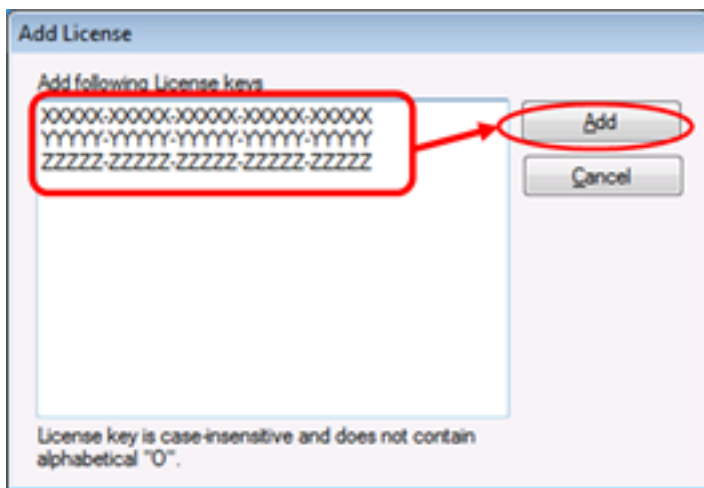 Add License
Add following License keys
XXXXX-XXXXX-XXXXX-XXXXX-XXXXX
YYYYY-YYYYY-YYYYY-YYYYY-YYYYY
ZZZZZ-ZZZZZ-ZZZZZ-ZZZZZ-ZZZZZ
Add
Cancel
License key is case-insensitive and does not contain
alphabetical "O".